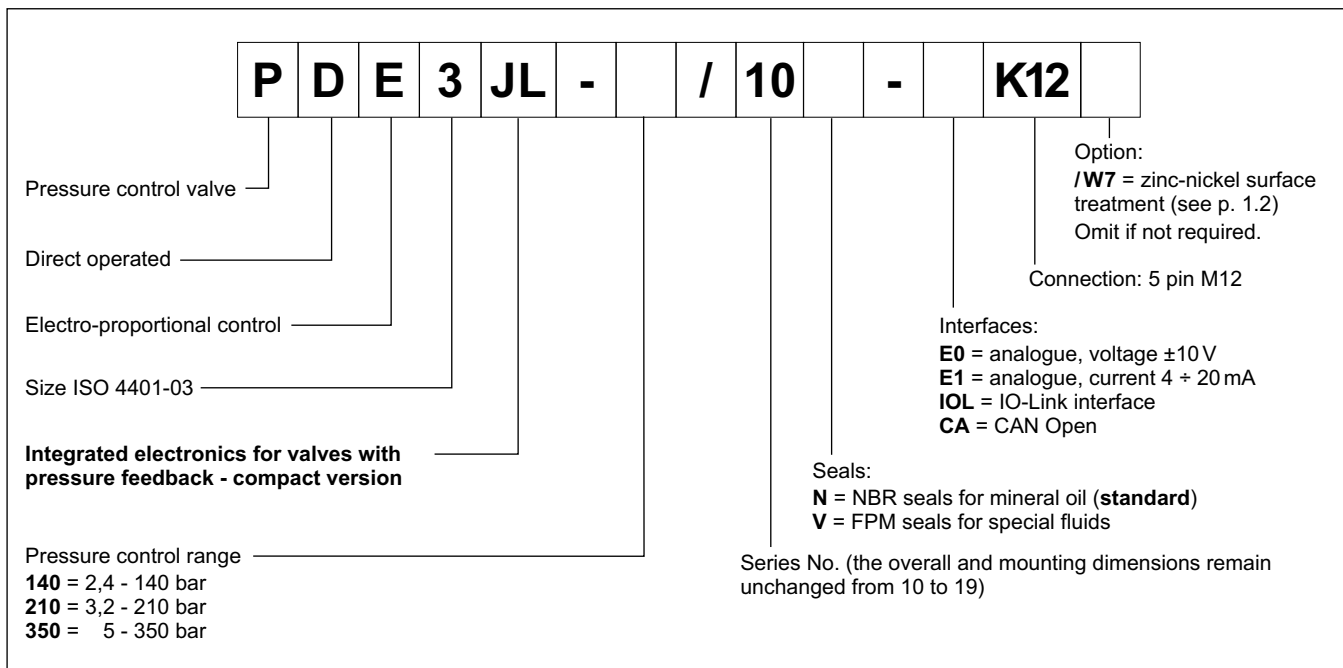 P D E 3 JL - / 10 - K12
Pressure control valve
Direct operated
Electro-proportional control
Size ISO 4401-03
Integrated electronics for valves with
pressure feedback - compact version
Pressure control range
140 = 2,4 - 140 bar
210 = 3,2 - 210 bar
350 = 5 - 350 bar
Option:
/W7 = zinc-nickel surface
treatment (see p. 1.2)
Omit if not required.
Connection: 5 pin M12
Interfaces:
E0 = analogue, voltage ±10 V
E1 = analogue, current 4 ÷ 20 mA
IOL = IO-Link interface
CA = CAN Open
Seals:
N = NBR seals for mineral oil (standard)
V = FPM seals for special fluids
Series No. (the overall and mounting dimensions remain
unchanged from 10 to 19)